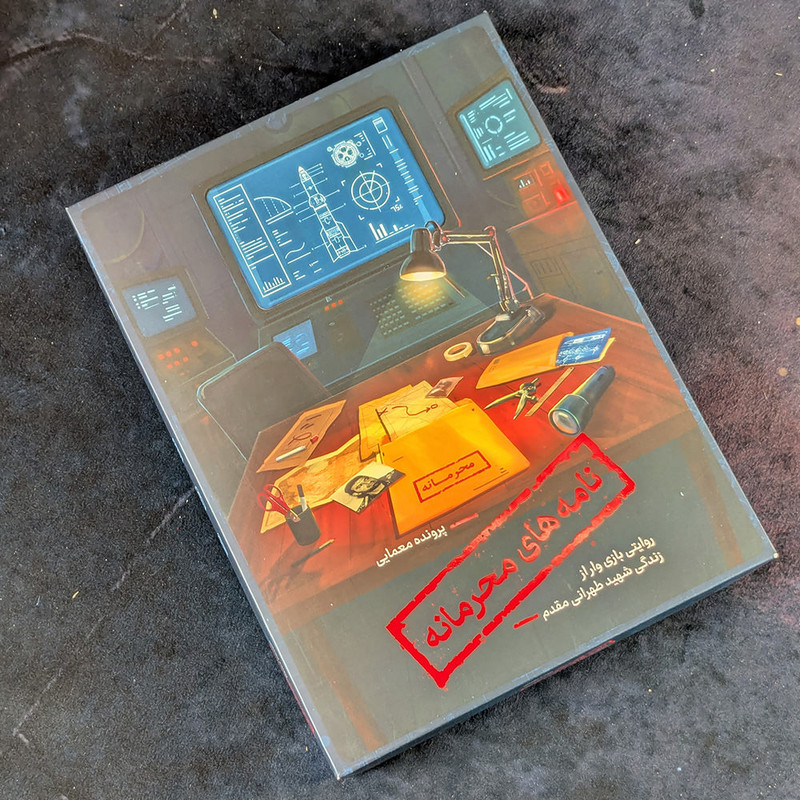 محرمانه
پرونده معمایی
نامه های محرمانه
روایتی بازی وار از
زندگی شهید طهرانی مقدم